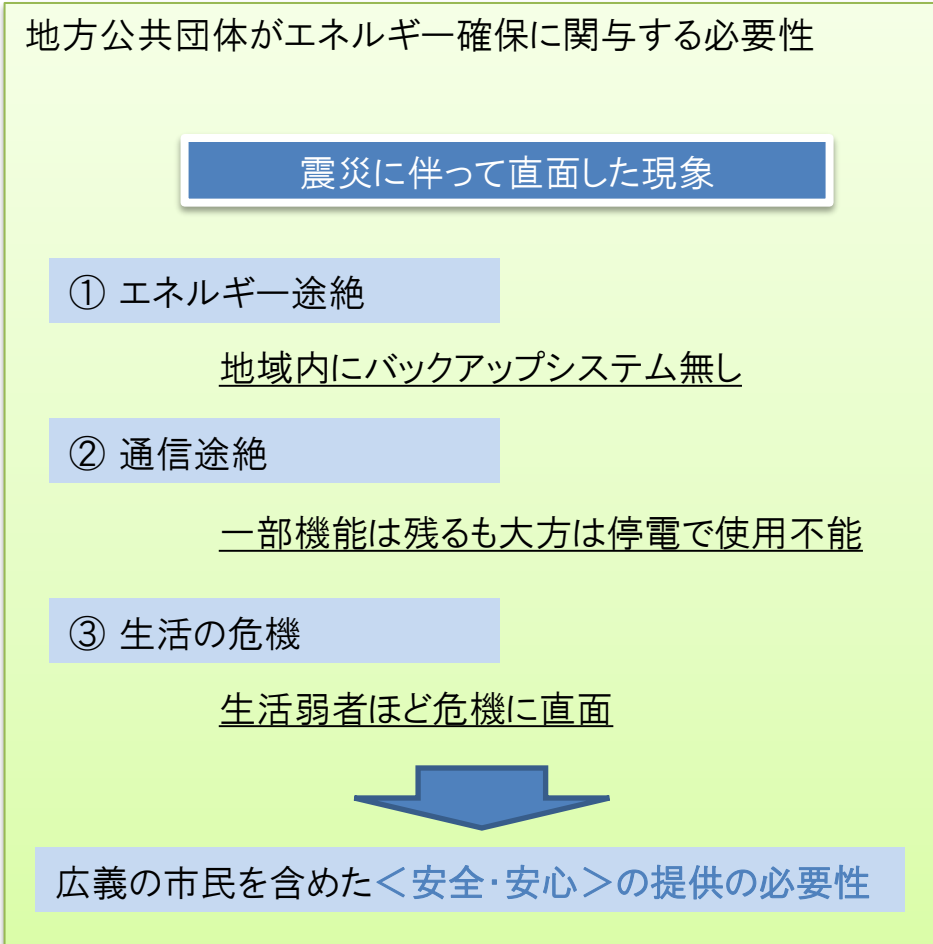 地方公共団体がエネルギー確保に関与する必要性
震災に伴って直面した現象
① エネルギー途絶
地域内にバックアップシステム無し
② 通信途絶
一部機能は残るも大方は停電で使用不能
③ 生活の危機
生活弱者ほど危機に直面
広義の市民を含めた＜安全・安心＞の提供の必要性